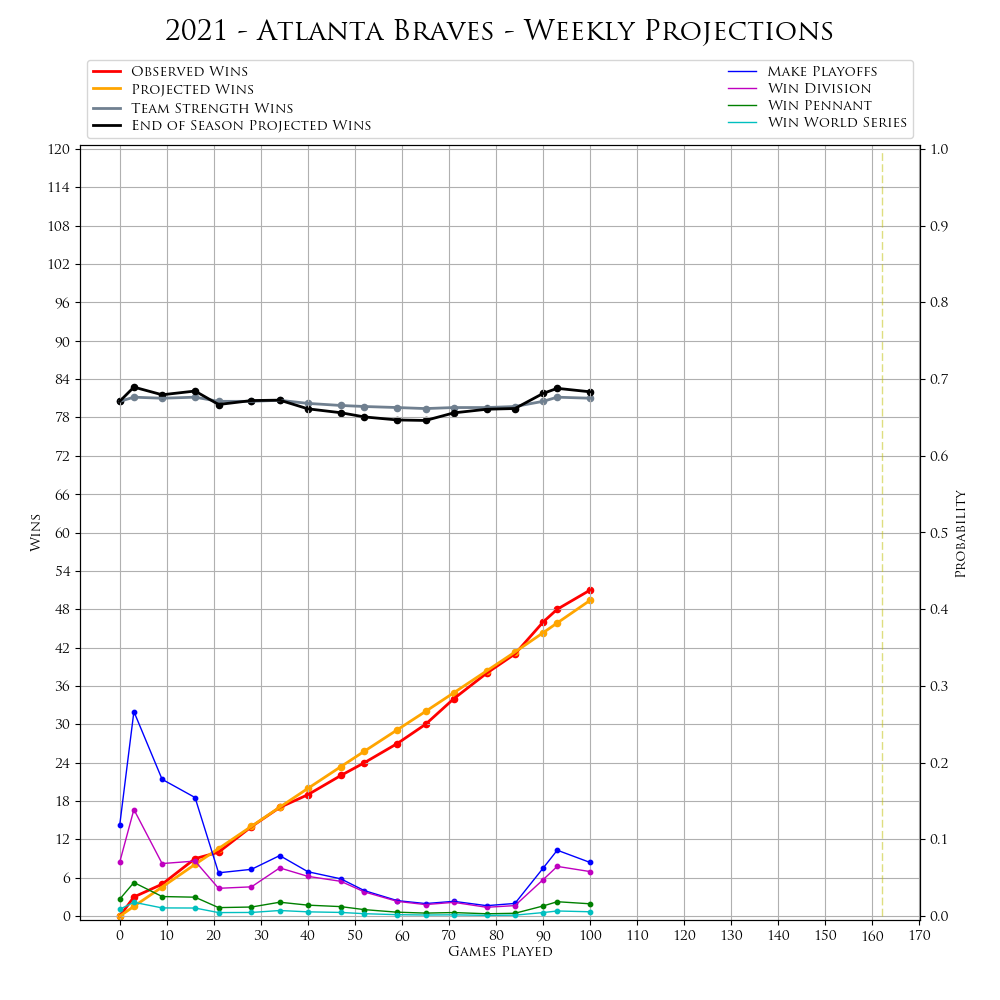 2021 - Atlanta Braves - Weekly Projections
Observed Wins
Projected Wins
Team Strength Wins
End of Season Projected Wins
Make Playoffs
Win Division
Win Pennant
Win World Series
120
114
108
102
96
90
84
78
72
66
60
54
48
42
36
30
24
18
12
6
0
Wins
1.0
0.9
0.8
0.7
0.6
0.5
0.4
0.3
0.2
0.1
0.0
Probability
0 10 20 30 40 50 60 70 80 90 100 110 120 130 140 150 160 170
Games Played